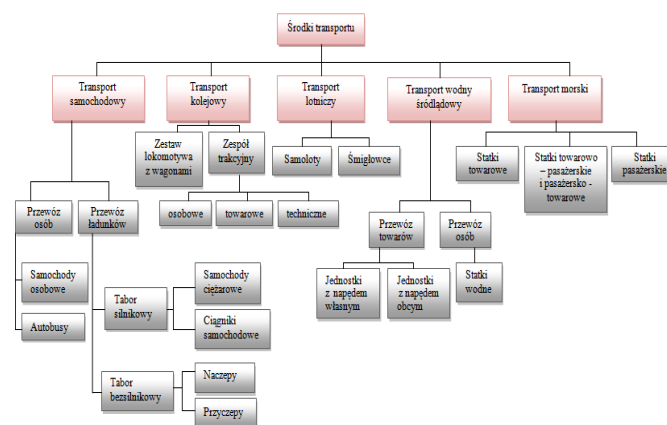 Środki transportu
Transport
samochodowy
Transport
kolejowy
Transport
lotniczy
Transport wodny
śródlądowy
Transport morski
Zestaw
lokomotywa
z wagonami
Zespół
trakcyjny
Samoloty
Śmigłowce
Statki
towarowe
Statki towarowo
– pasażerskie
i pasażersko -
towarowe
Statki
pasażerskie
osobowe
towarowe
techniczne
Przewóz
osób
Przewóz
ładunków
Przewóz
towarów
Przewóz
osób
Samochody
osobowe
Autobusy
Tabor
silnikowy
Samochody
ciężarowe
Ciągniki
samochodowe
Jednostki
z napędem
własnym
Jednostki
z napędem
obcym
Statki
wodne
Tabor
bezsilnikowy
Naczepy
Przyczepy